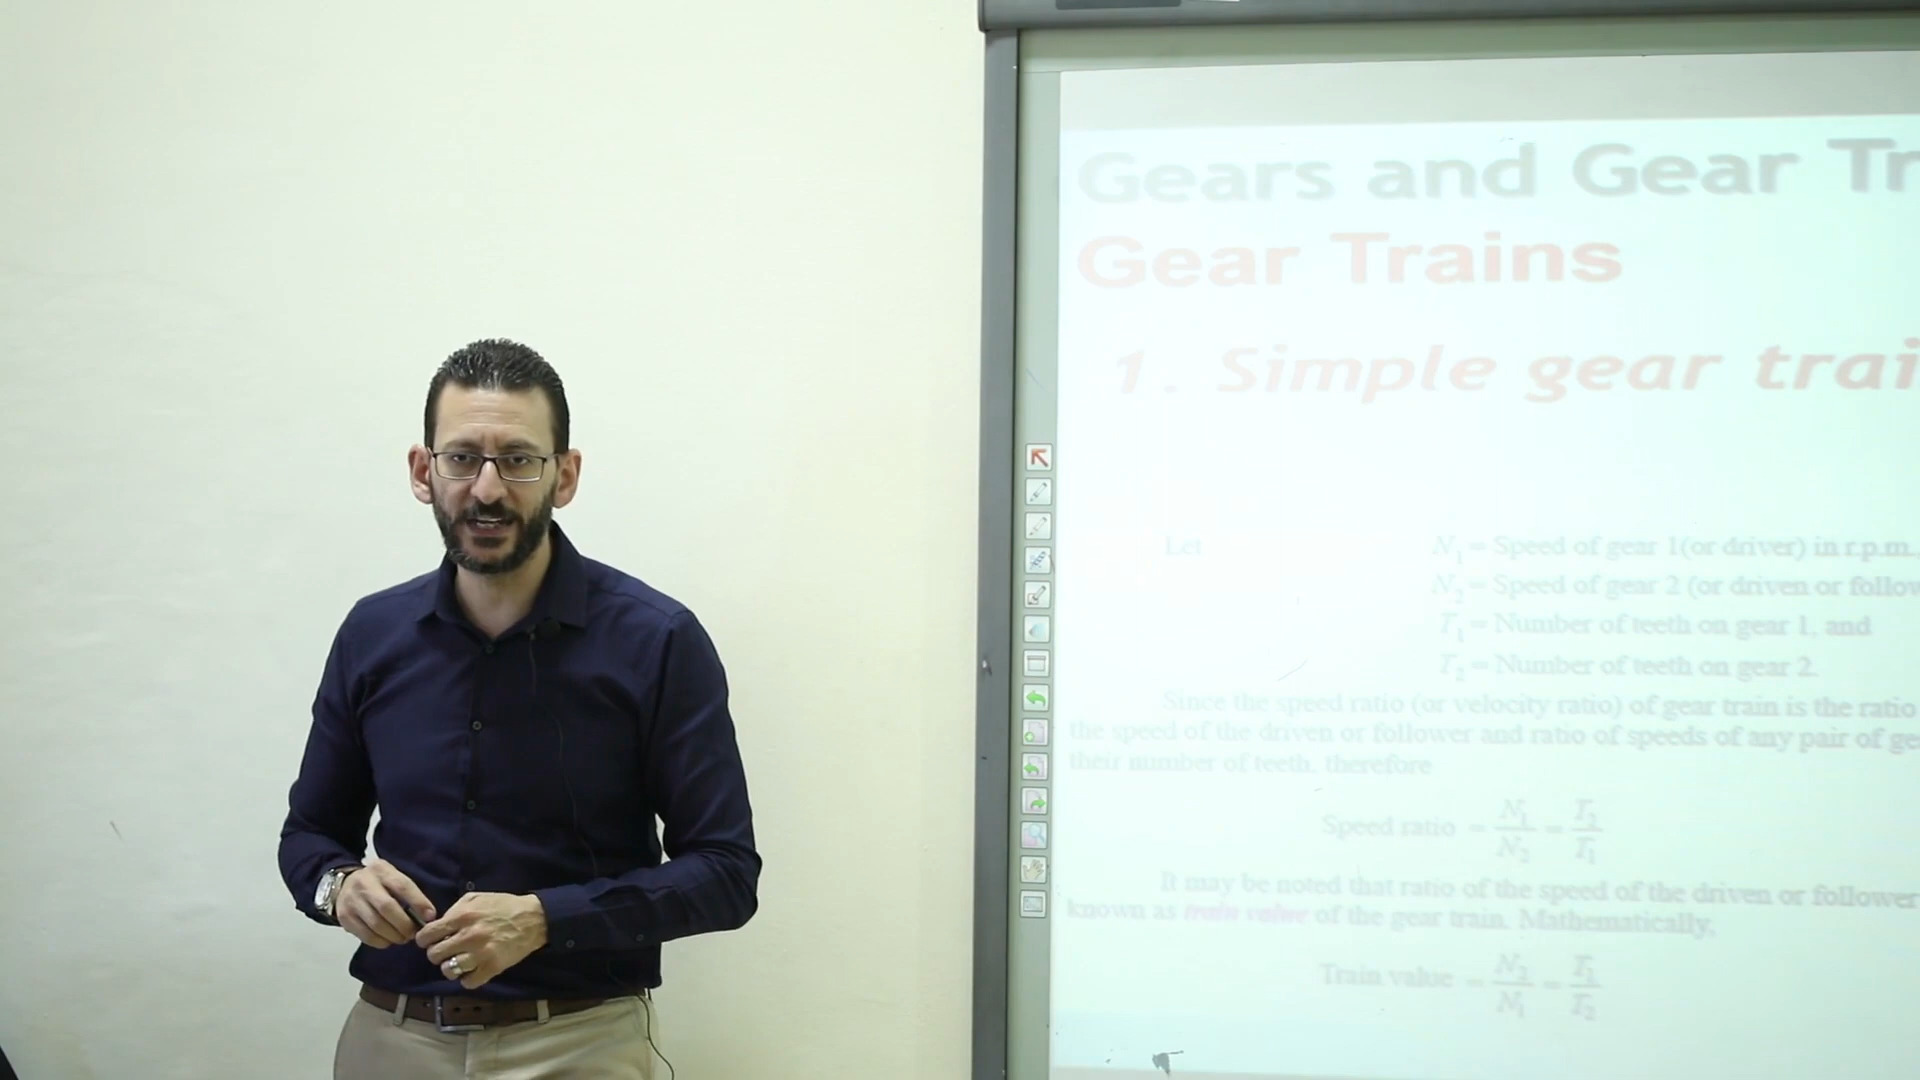 Gears and Gear Tr
Gear Trains
1. Simple gear trai
Let N1 = Speed of gear 1(or driver) in r.p.m.
N2 = Speed of gear 2 (or driven or follow
T1 = Number of teeth on gear 1, and
T2 = Number of teeth on gear 2.
Since the speed ratio (or velocity ratio) of gear train is the ratio
the speed of the driven or follower and ratio of speeds of any pair of ge
their number of teeth, therefore
Speed ratio = N1/N2 = T2/T1
It may be noted that ratio of the speed of the driven or follower
known as train value of the gear train. Mathematically,
Train value = N2/N1 = T1/T2